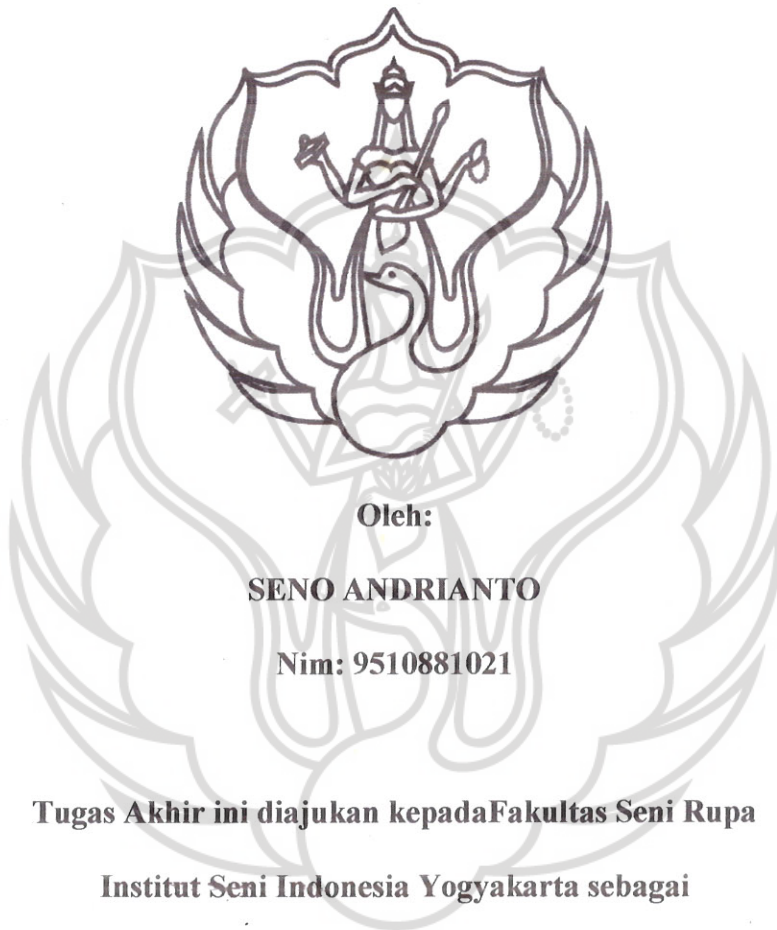 Oleh:
SENO ANDRIANTO
Nim: 9510881021
Tugas Akhir ini diajukan kepadaFakultas Seni Rupa
Institut Seni Indonesia Yogyakarta sebagai